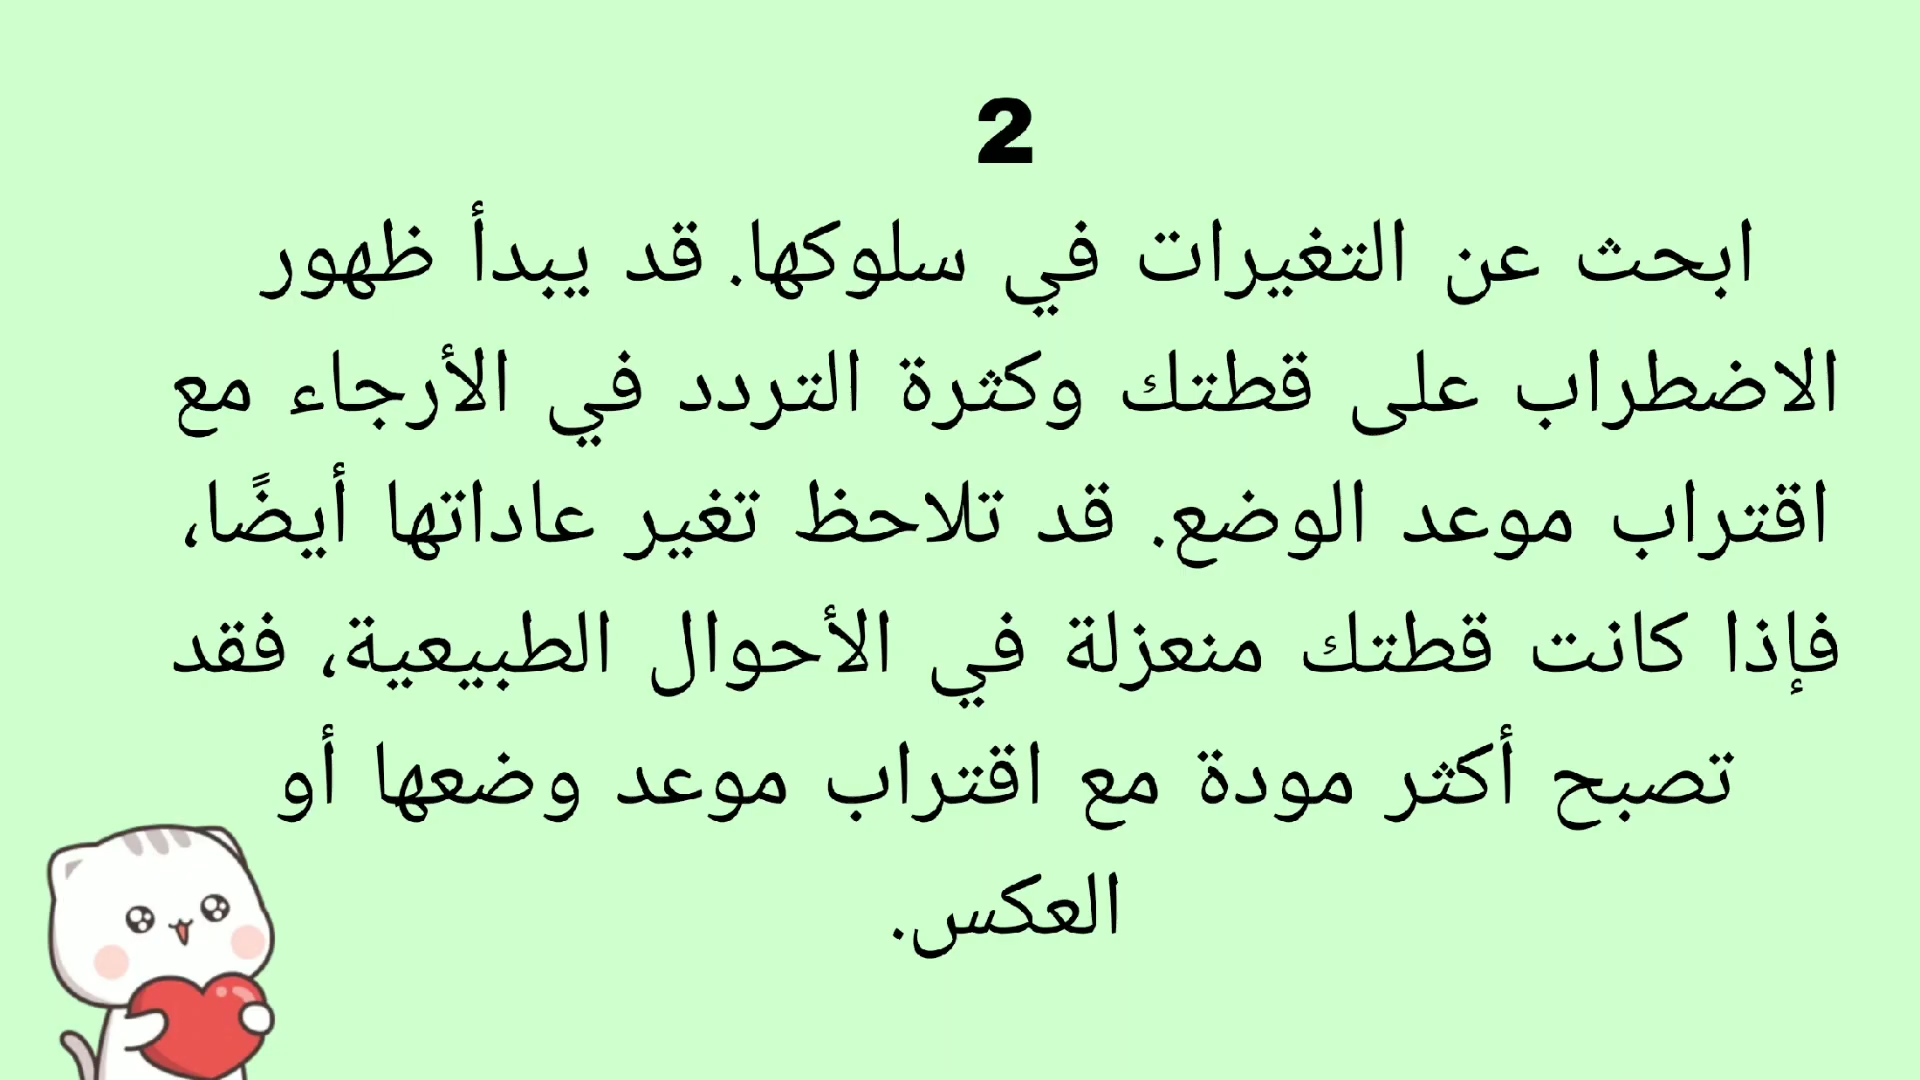 2
ابحث عن التغيرات في سلوكها. قد يبدأ ظهور
الاضطراب على قطتك وكثرة التردد في الأرجاء مع
اقتراب موعد الوضع. قد تلاحظ تغير عاداتها أيضًا،
فإذا كانت قطتك منعزلة في الأحوال الطبيعية، فقد
تصبح أكثر مودة مع اقتراب موعد وضعها أو
العكس.